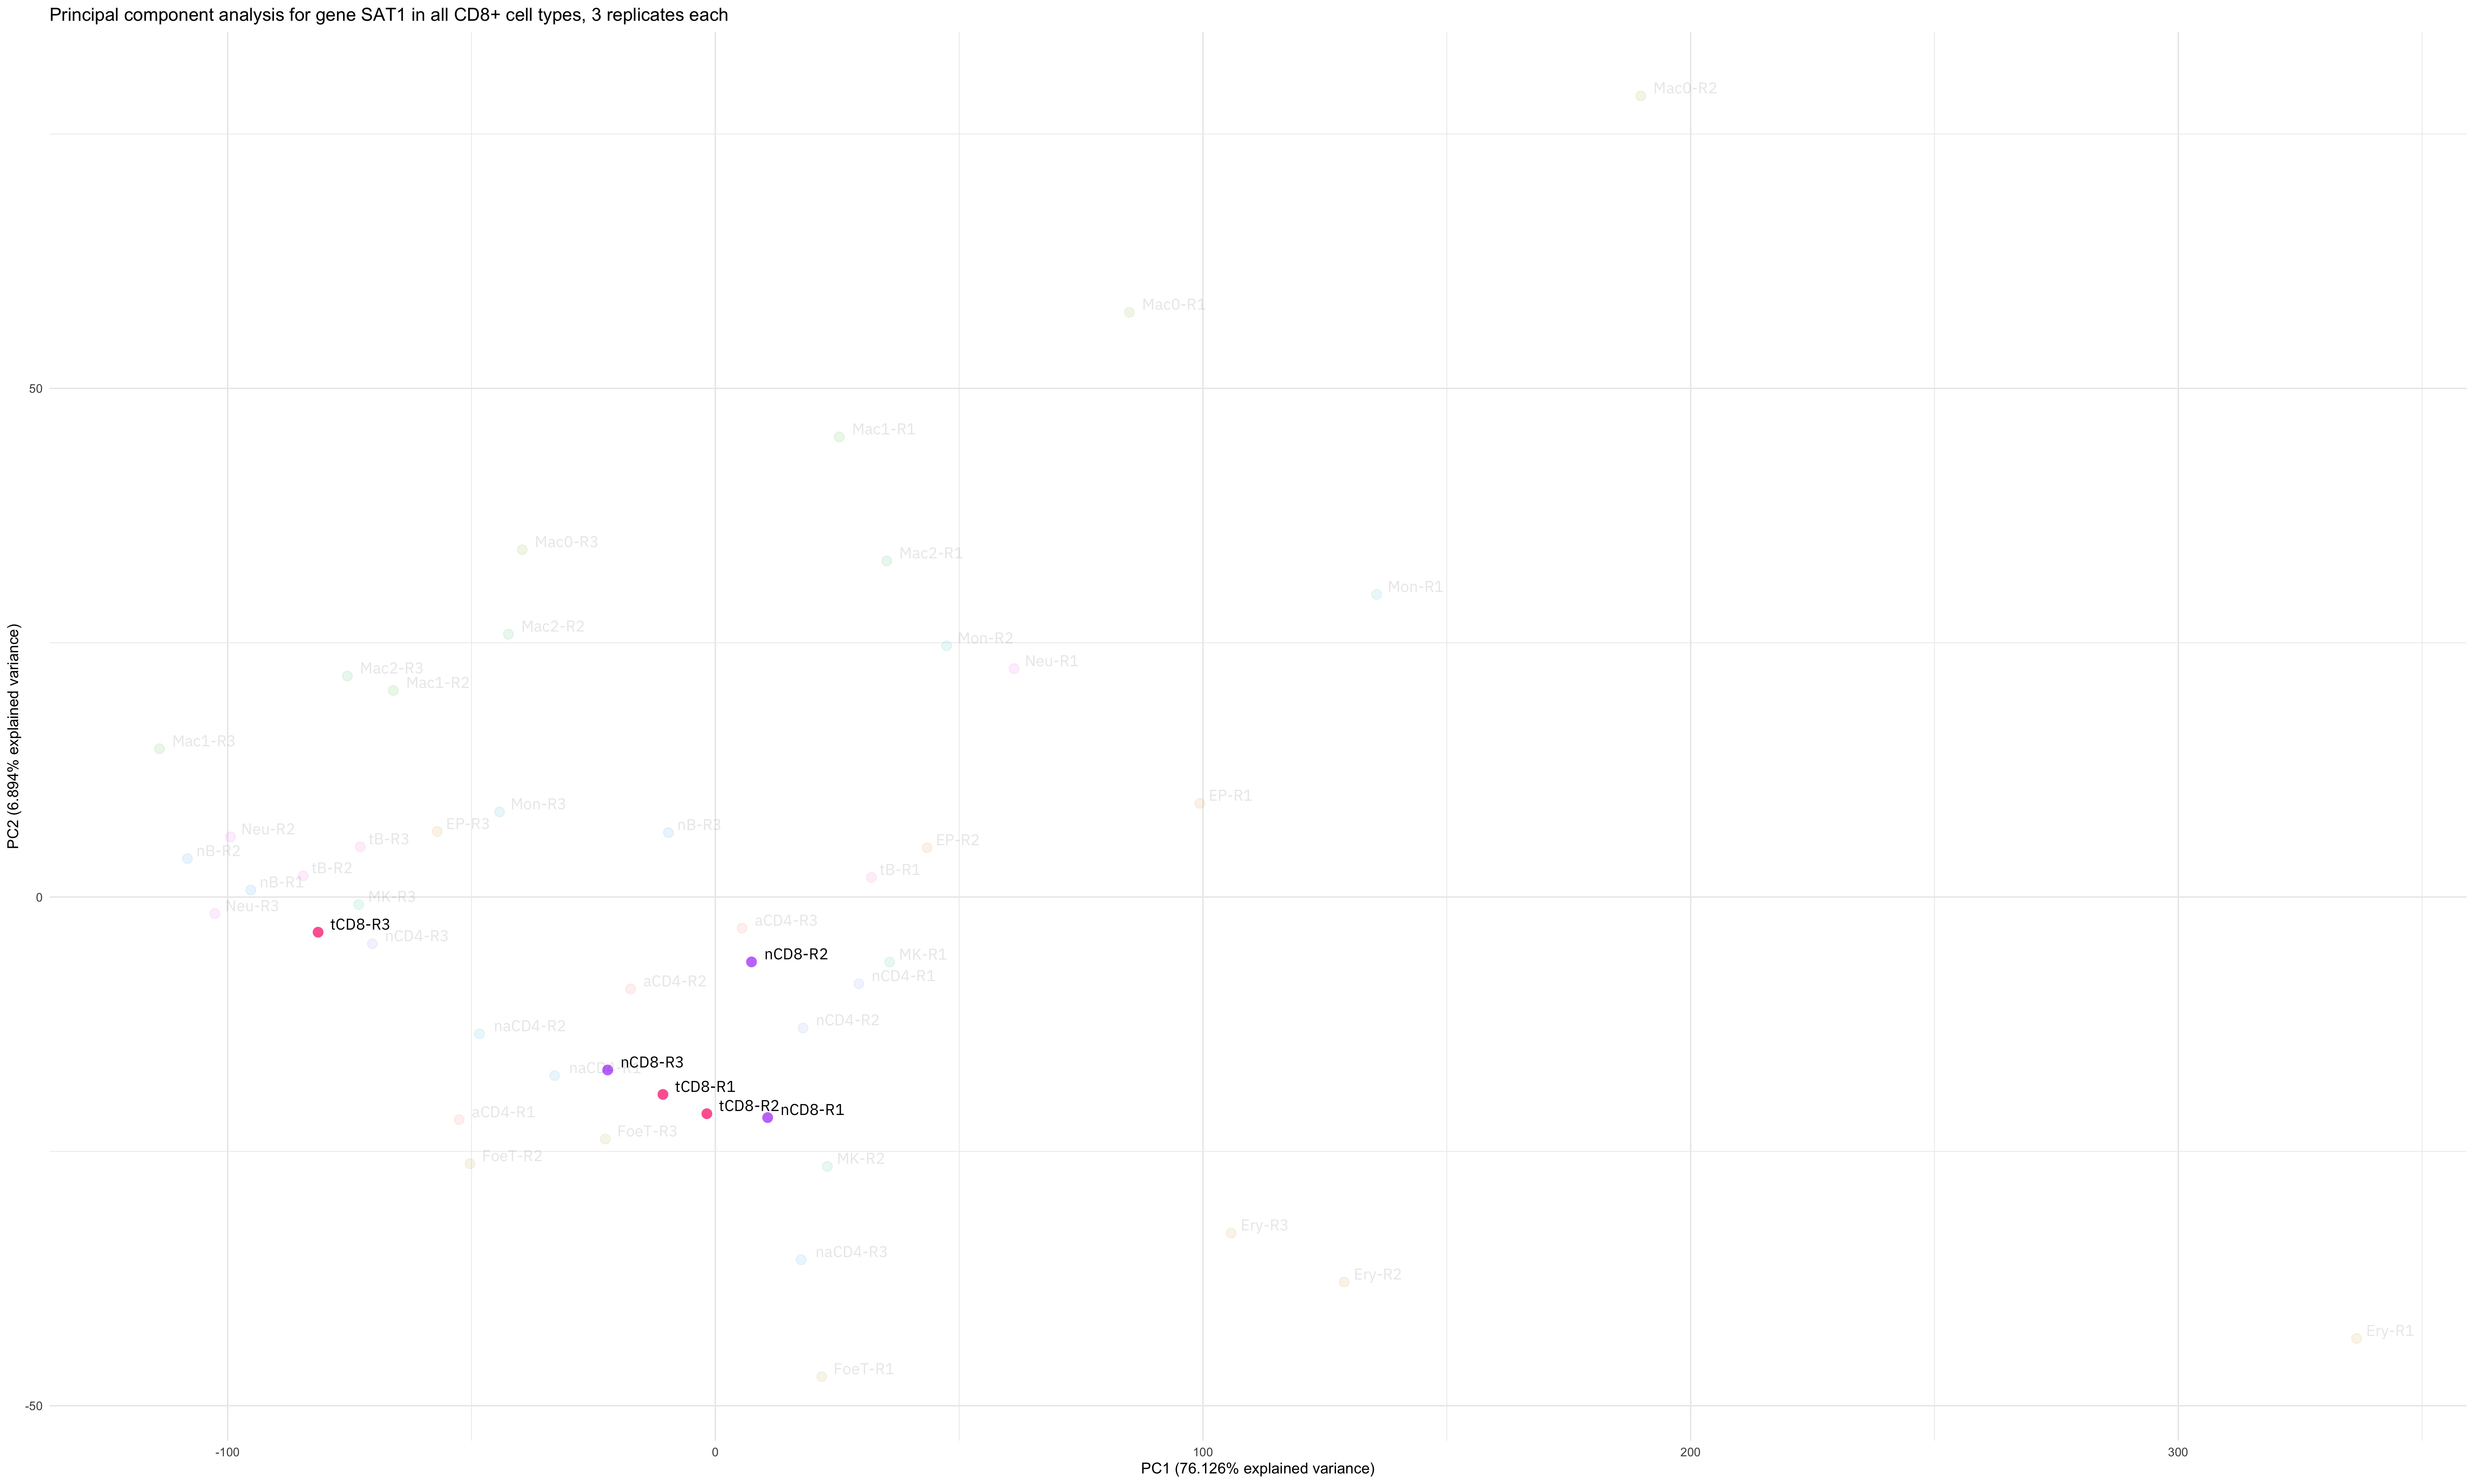 Principal component analysis for gene SAT1 in all CD8+ cell types, 3 replicates each
Mac0-R2
Mac0-R1
50
Mac1-R1
Mac0-R3
Mac2-R1
Mon-R1
Mac2-R2
Mon-R2
Neu-R1
Mac2-R3
Mac1-R2
Mac1-R3
PC2 (6.894% explained variance)
EP-R1
Mon-R3
EP-R3
nB-R3
Neu-R2
tB-R3
EP-R2
nB-R2
tB-R2
tB-R1
nB-R1
0
MK-R3
Neu-R3
tCD8-R3
aCD4-R3
nCD4-R3
nCD8-R2
MK-R1
aCD4-R2
nCD4-R1
nCD4-R2
naCD4-R2
nCD8-R3
naCD4-R1
tCD8-R1
tCD8-R2
nCD8-R1
aCD4-R1
FoeT-R3
FoeT-R2
MK-R2
Ery-R3
naCD4-R3
Ery-R2
Ery-R1
FoeT-R1
-50
-100
0
100
200
300
PC1 (76.126% explained variance)